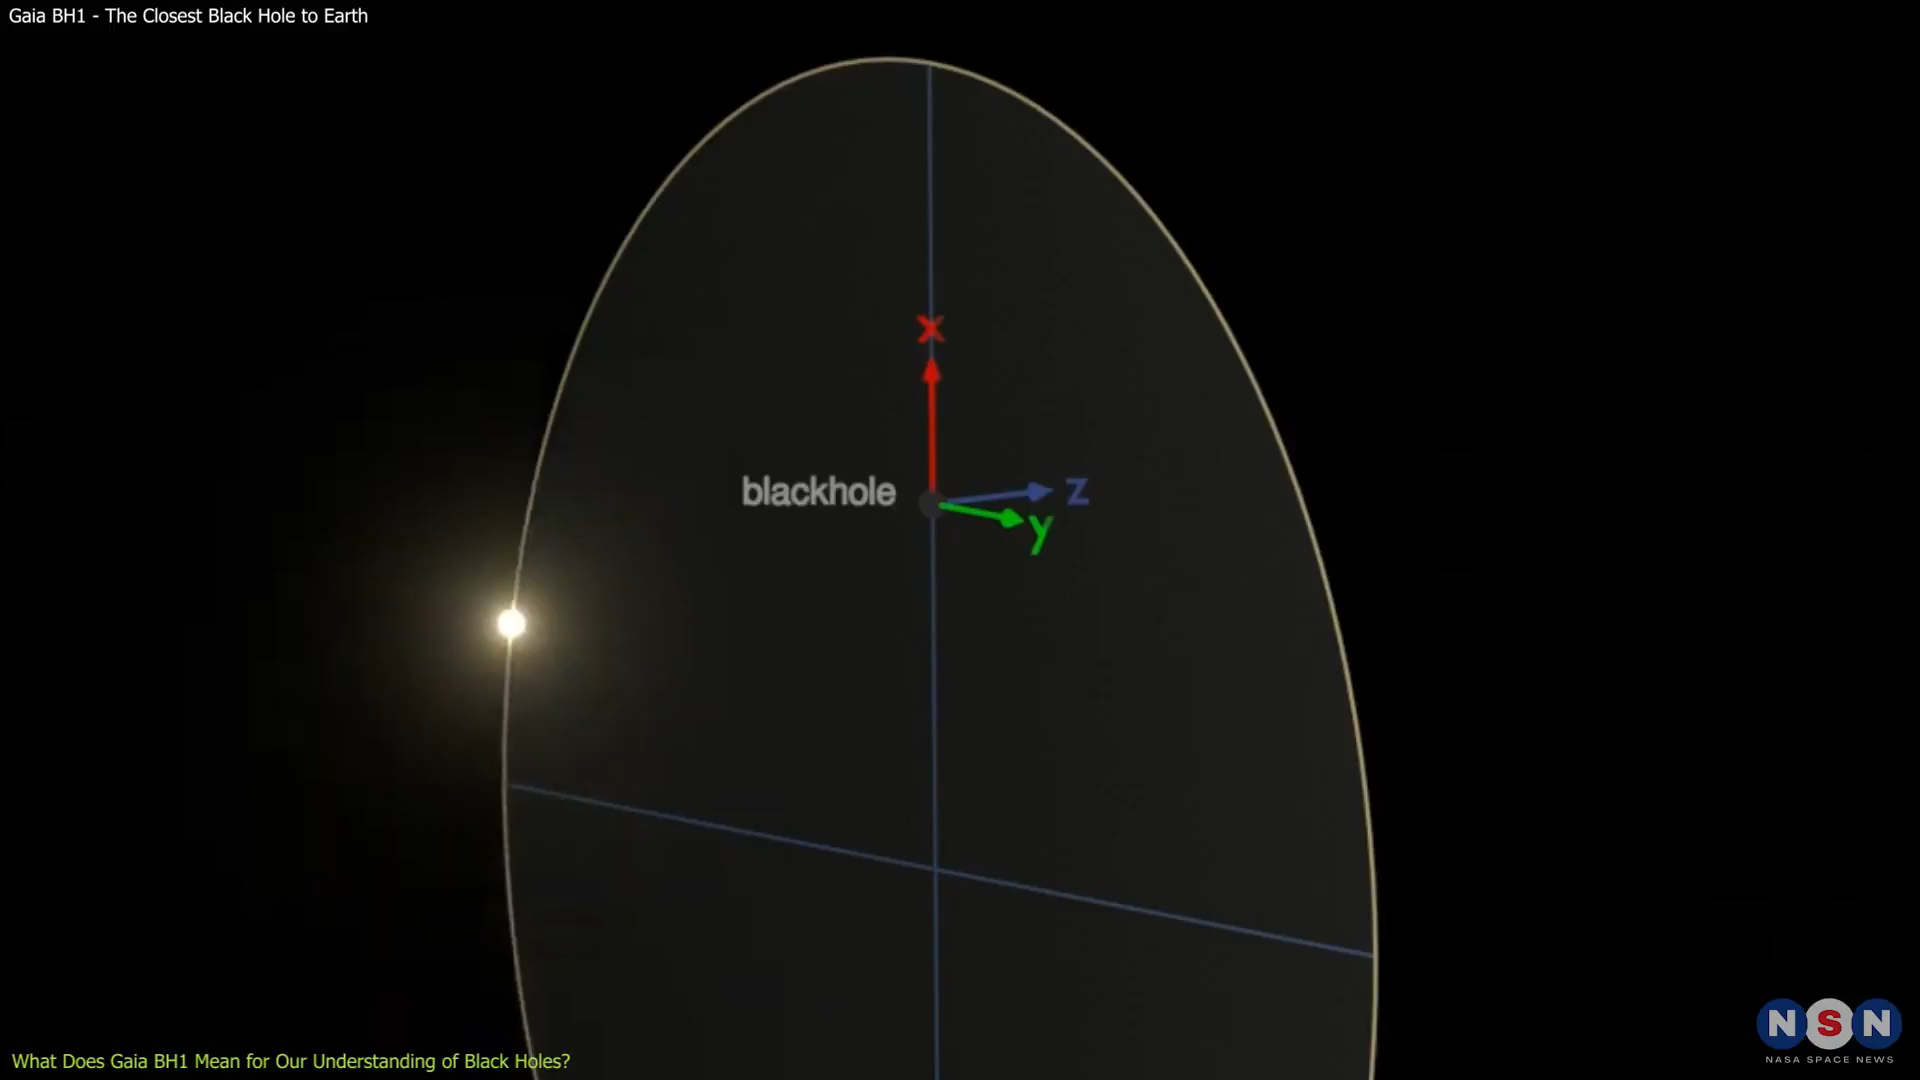 Gaia BH1 - The Closest Black Hole to Earth
x
blackhole
z
y
What Does Gaia BH1 Mean for Our Understanding of Black Holes?
NSN
NASA SPACE NEWS